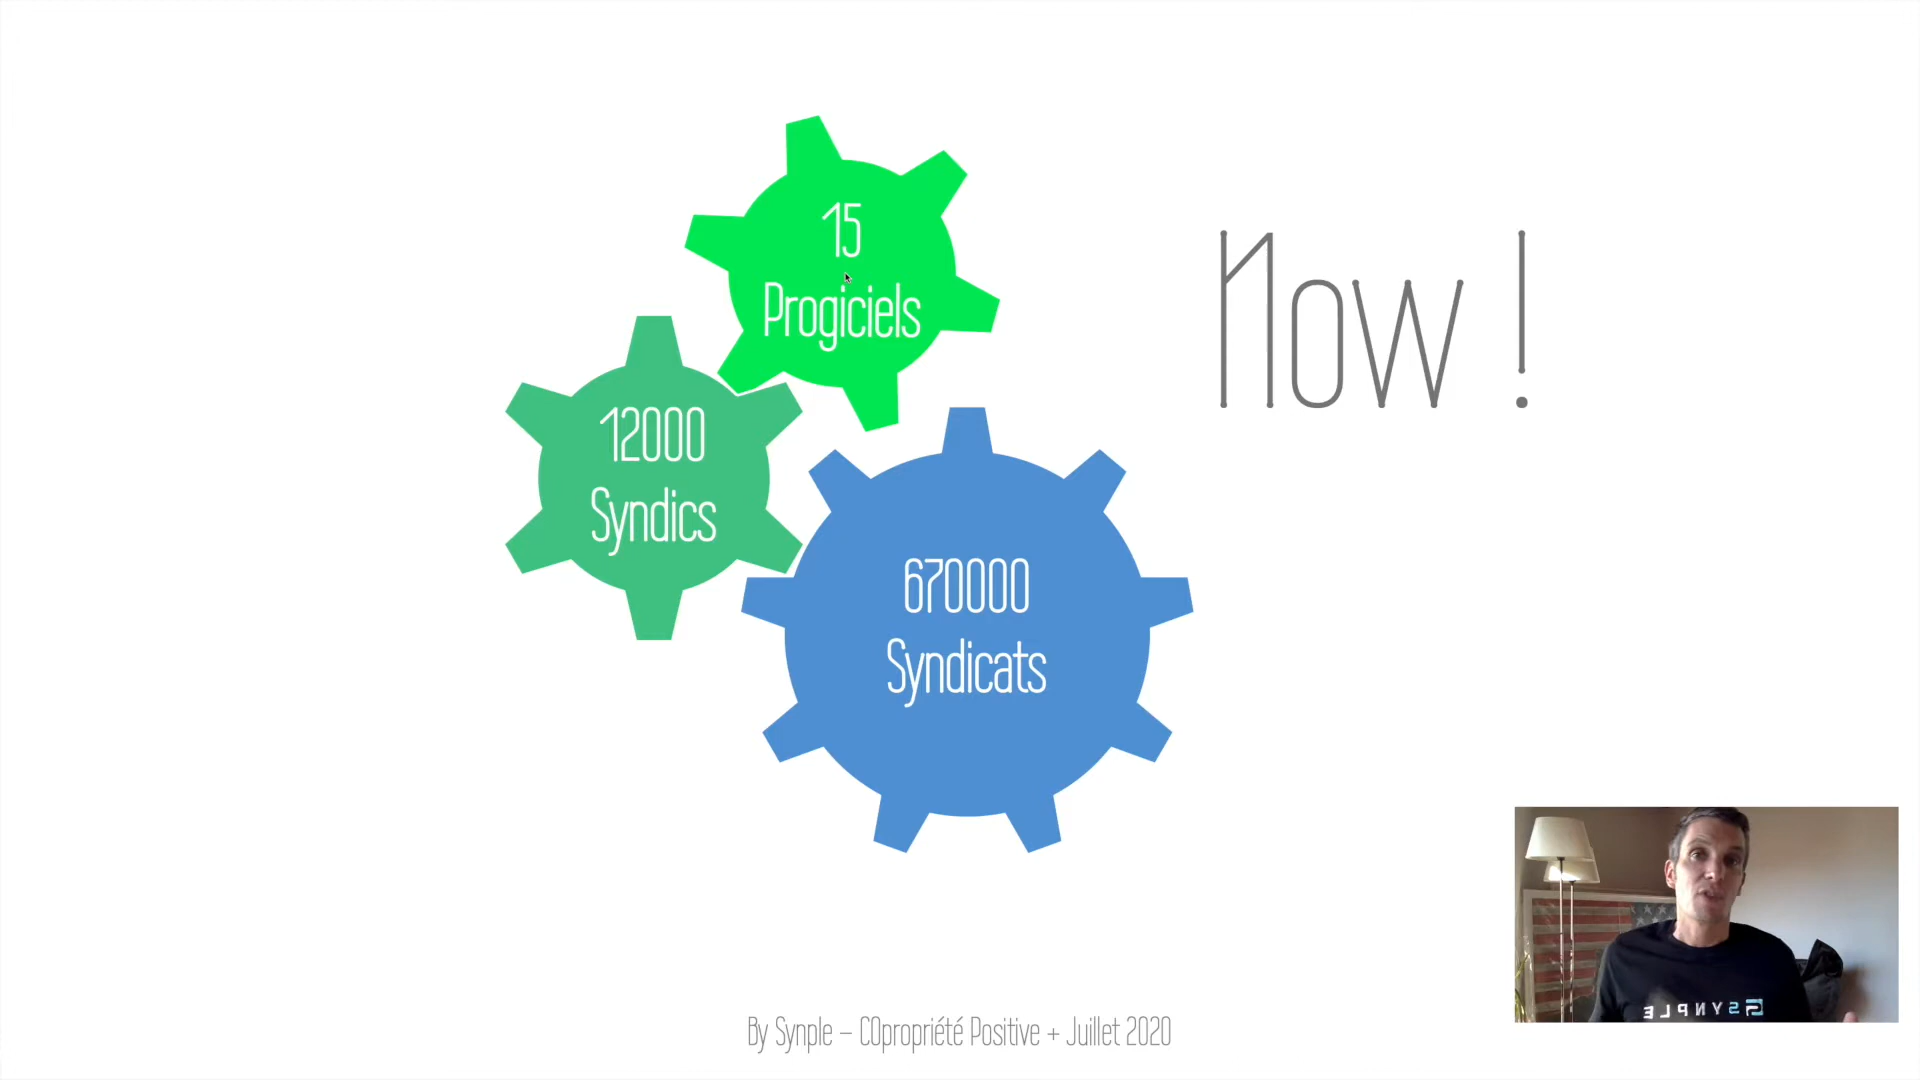 15
Progiciels
Now !
12000
Syndics
670000
Syndicats
SYNPLE
By Synple – COpropriété Positive + Juillet 2020